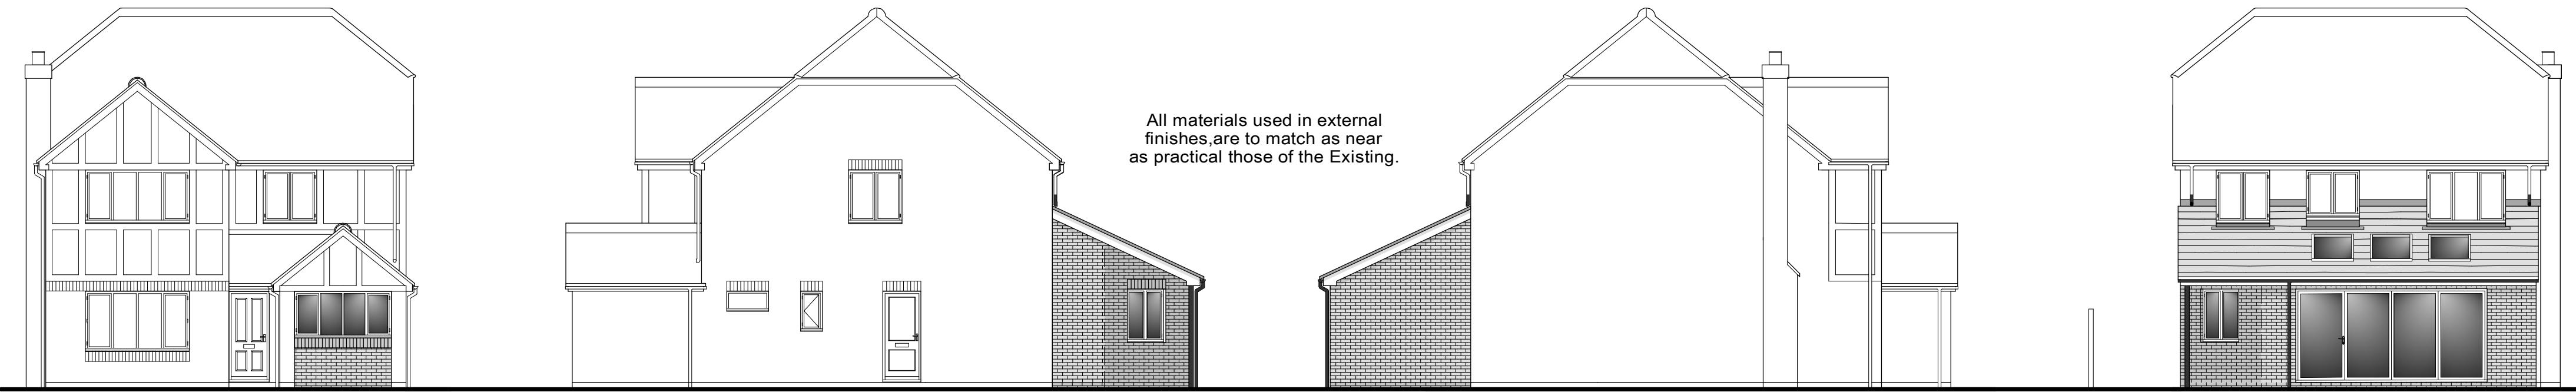 All materials used in external
finishes,are to match as near
as practical those of the Existing.